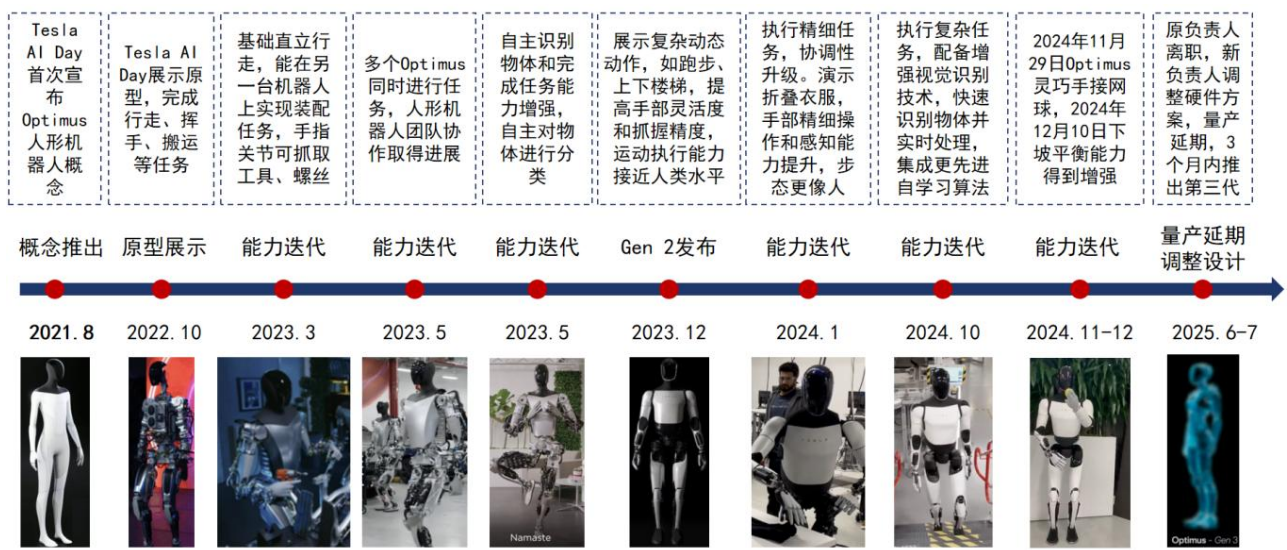 Tesla
AI Day
首次宣
布
Optimus
人形机
器人概
念
Tesla AI
Day展示原
型,完成
行走、挥
手、搬运
等任务
基础直立行
走,能在另
一台机器人
上实现装配
任务,手指
关节可抓取
工具、螺丝
多个Optimus
同时进行任
务,人形机
器人团队协
作取得进展
自主识别
物体和完
成任务能
力增强,
自主对物
体进行分
类
展示复杂动态
动作,如跑步、
上下楼梯,提
高手部灵活度
和抓握精度,
运动执行能力
接近人类水平
执行精细任
务,协调性
升级。演示
折叠衣服,
手部精细操
作和感知能
力提升,步
态更像人
执行复杂任
务,配备增
强视觉识别
技术,快速
识别物体并
实时处理,
集成更先进
自学习算法
2024年11月
29日Optimus
灵巧手接网
球,2024年
12月10日下
坡平衡能力
得到增强
原负责人
离职,新
负责人调
整硬件方
案,量产
延期,3
个月内推
出第三代
概念推出
原型展示
能力迭代
能力迭代
能力迭代
Gen 2发布
能力迭代
能力迭代
能力迭代
量产延期
调整设计
2021.8
2022.10
2023.3
2023.5
2023.5
2023.12
2024.1
2024.10
2024.11-12
2025.6-7
Namaste
TESLA
Optimus - Gen 3